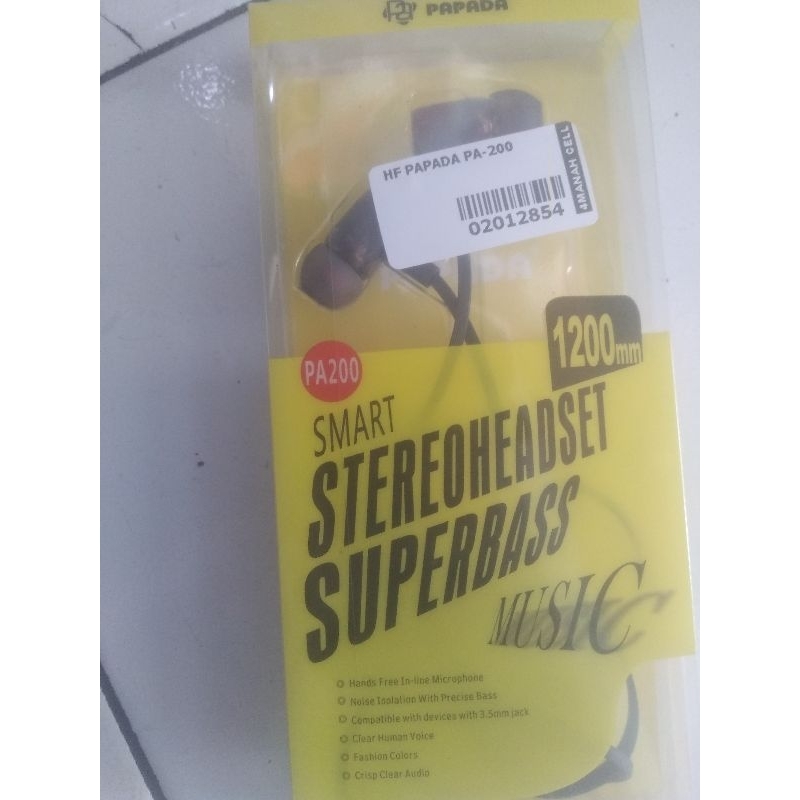 PAPADA
HF PAPADA PA-200
4MANAH CELL
02012854
1200mm
PA200
SMART
STEREOHEADSET
SUPERBASS
MUSIC
Hands Free In-line Microphone
Noise Isolation With Precise Bass
Compatible with devices with 3.5mm jack
Clear Human Voice
Fashion Colors
Crisp Clear Audio